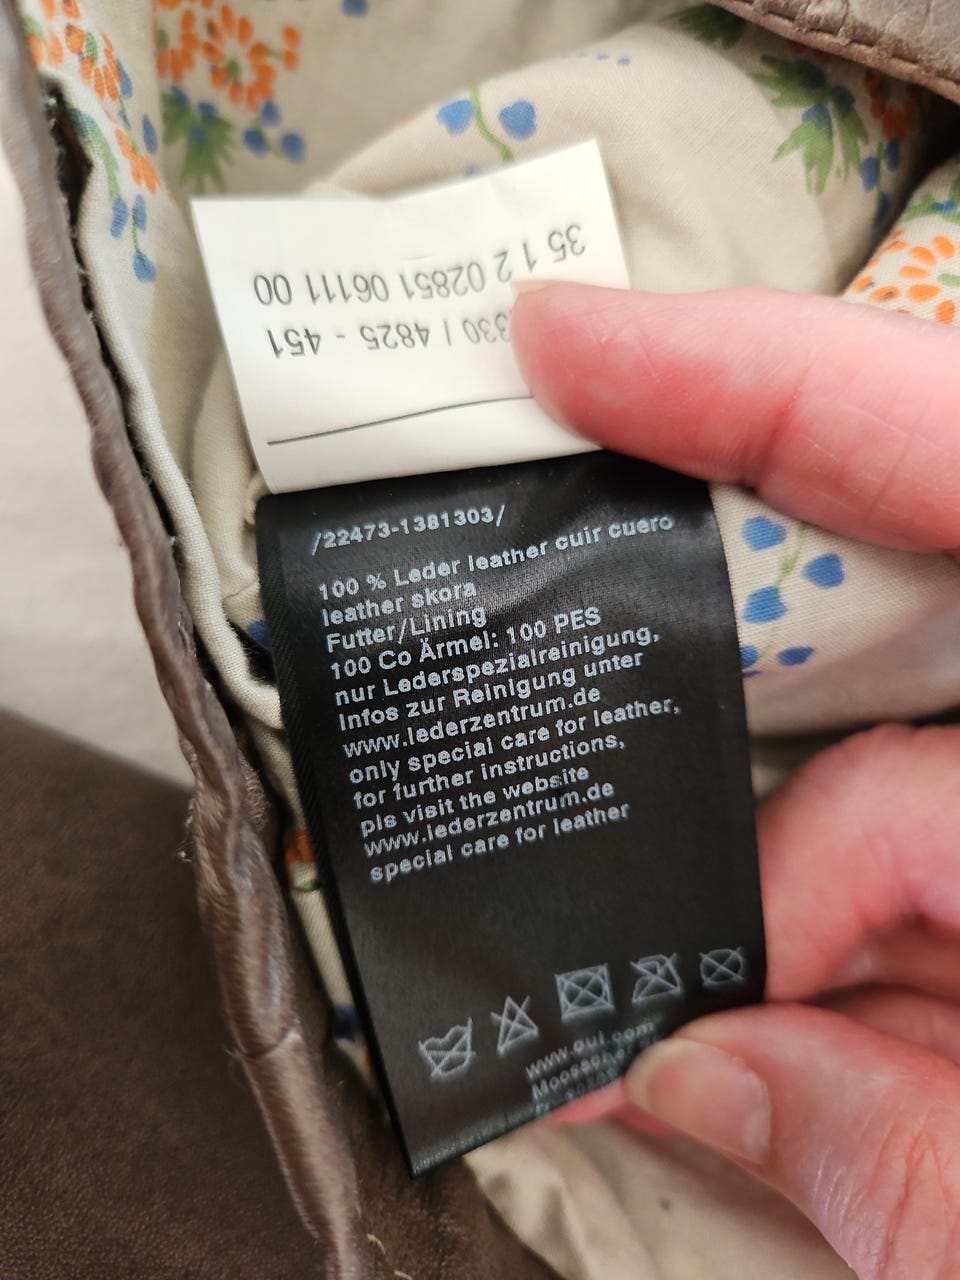 35 1 2 02851 06111 00
330 / 4825 - 451
/22473-1381303/
100 % Leder leather cuir cuero
leather skora
Futter/Lining
100 Co Ärmel: 100 PES
nur Lederspezialreinigung,
Infos zur Reinigung unter
www.lederzentrum.de
only special care for leather,
for further instructions,
pls visit the website
www.lederzentrum.de
special care for leather
www.oui.com